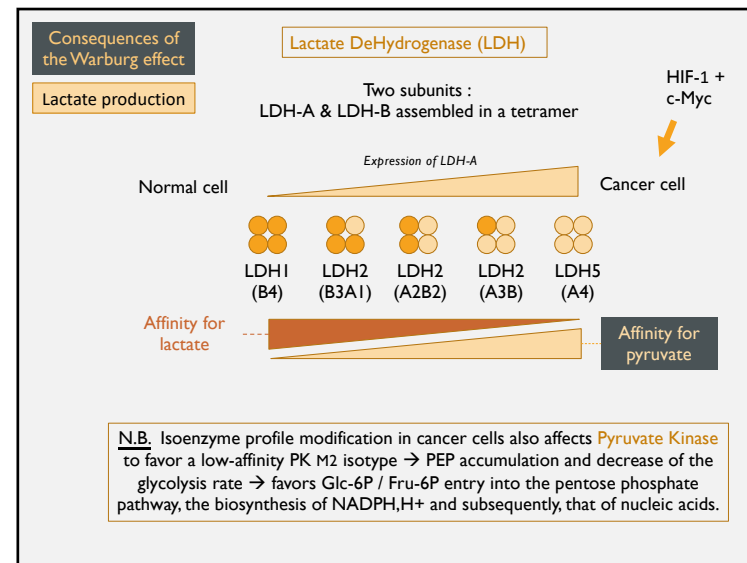 Consequences of
the Warburg effect
Lactate DeHydrogenase (LDH)
Lactate production
Two subunits :
LDH-A & LDH-B assembled in a tetramer
HIF-1 +
c-Myc
Expression of LDH-A
Normal cell
Cancer cell
LDH1 LDH2 LDH2 LDH2 LDH5
(B4) (B3A1) (A2B2) (A3B) (A4)
Affinity for
lactate
Affinity for
pyruvate
N.B. Isoenzyme profile modification in cancer cells also affects Pyruvate Kinase
to favor a low-affinity PK M2 isotype → PEP accumulation and decrease of the
glycolysis rate → favors Glc-6P / Fru-6P entry into the pentose phosphate
pathway, the biosynthesis of NADPH,H+ and subsequently, that of nucleic acids.